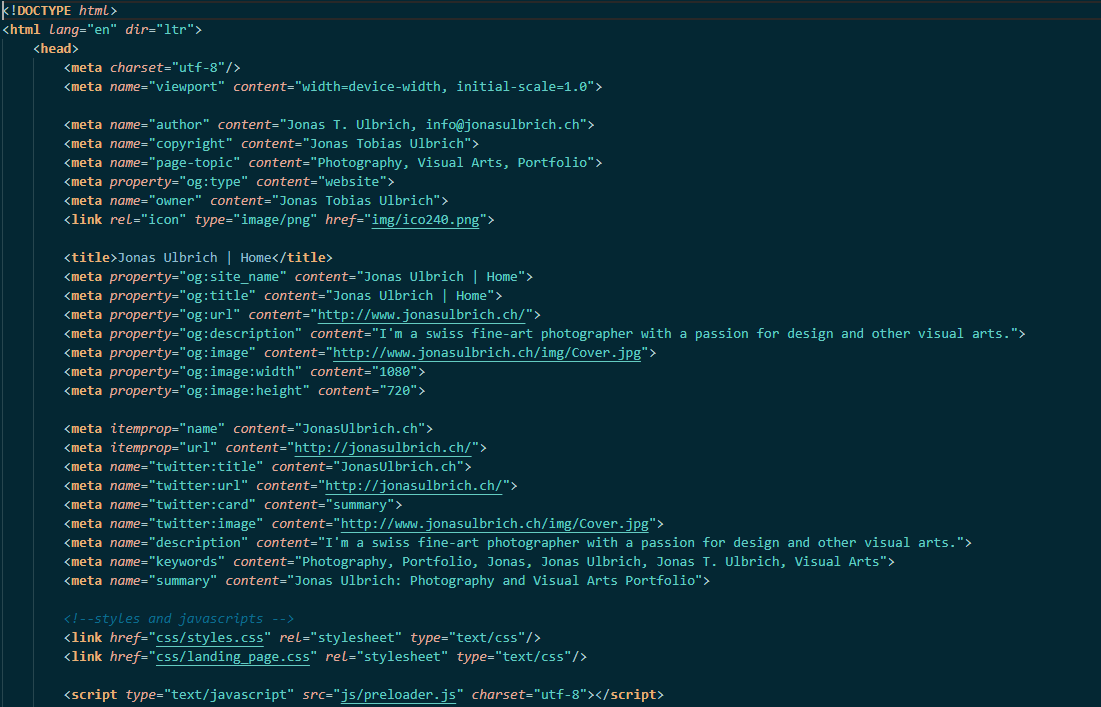 <!DOCTYPE html>
<html lang="en" dir="ltr">
<head>
<meta charset="utf-8"/>
<meta name="viewport" content="width=device-width, initial-scale=1.0">
<meta name="author" content="Jonas T. Ulbrich, info@jonasulbrich.ch">
<meta name="copyright" content="Jonas Tobias Ulbrich">
<meta name="page-topic" content="Photography, Visual Arts, Portfolio">
<meta property="og:type" content="website">
<meta name="owner" content="Jonas Tobias Ulbrich">
<link rel="icon" type="image/png" href="img/ico240.png">
<title>Jonas Ulbrich | Home</title>
<meta property="og:site_name" content="Jonas Ulbrich | Home">
<meta property="og:title" content="Jonas Ulbrich | Home">
<meta property="og:url" content="http://www.jonasulbrich.ch/">
<meta property="og:description" content="I'm a swiss fine-art photographer with a passion for design and other visual arts.">
<meta property="og:image" content="http://www.jonasulbrich.ch/img/Cover.jpg">
<meta property="og:image:width" content="1080">
<meta property="og:image:height" content="720">
<meta itemprop="name" content="JonasUlbrich.ch">
<meta itemprop="url" content="http://jonasulbrich.ch/">
<meta name="twitter:title" content="JonasUlbrich.ch">
<meta name="twitter:url" content="http://jonasulbrich.ch/">
<meta name="twitter:card" content="summary">
<meta name="twitter:image" content="http://www.jonasulbrich.ch/img/Cover.jpg">
<meta name="description" content="I'm a swiss fine-art photographer with a passion for design and other visual arts.">
<meta name="keywords" content="Photography, Portfolio, Jonas, Jonas Ulbrich, Jonas T. Ulbrich, Visual Arts">
<meta name="summary" content="Jonas Ulbrich: Photography and Visual Arts Portfolio">
<!--styles and javascripts -->
<link href="css/styles.css" rel="stylesheet" type="text/css"/>
<link href="css/landing_page.css" rel="stylesheet" type="text/css"/>
<script type="text/javascript" src="js/preloader.js" charset="utf-8"></script>